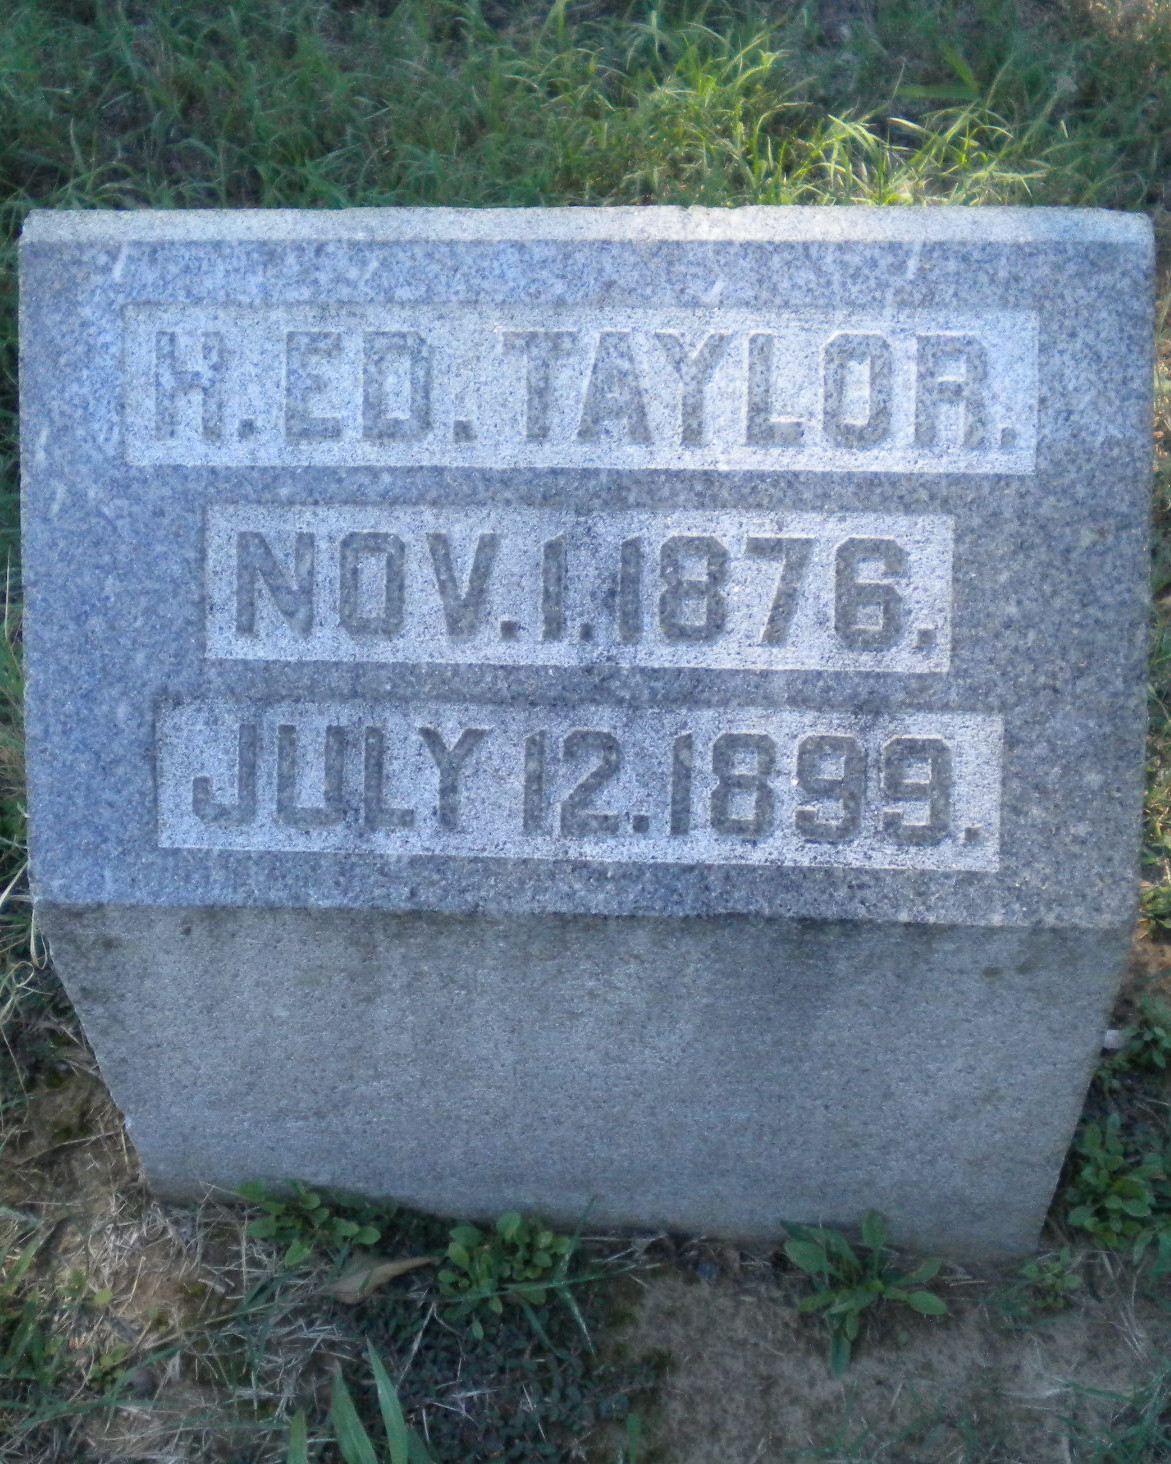 H. ED. TAYLOR.
NOV. 1. 1876.
JULY 12. 1899.